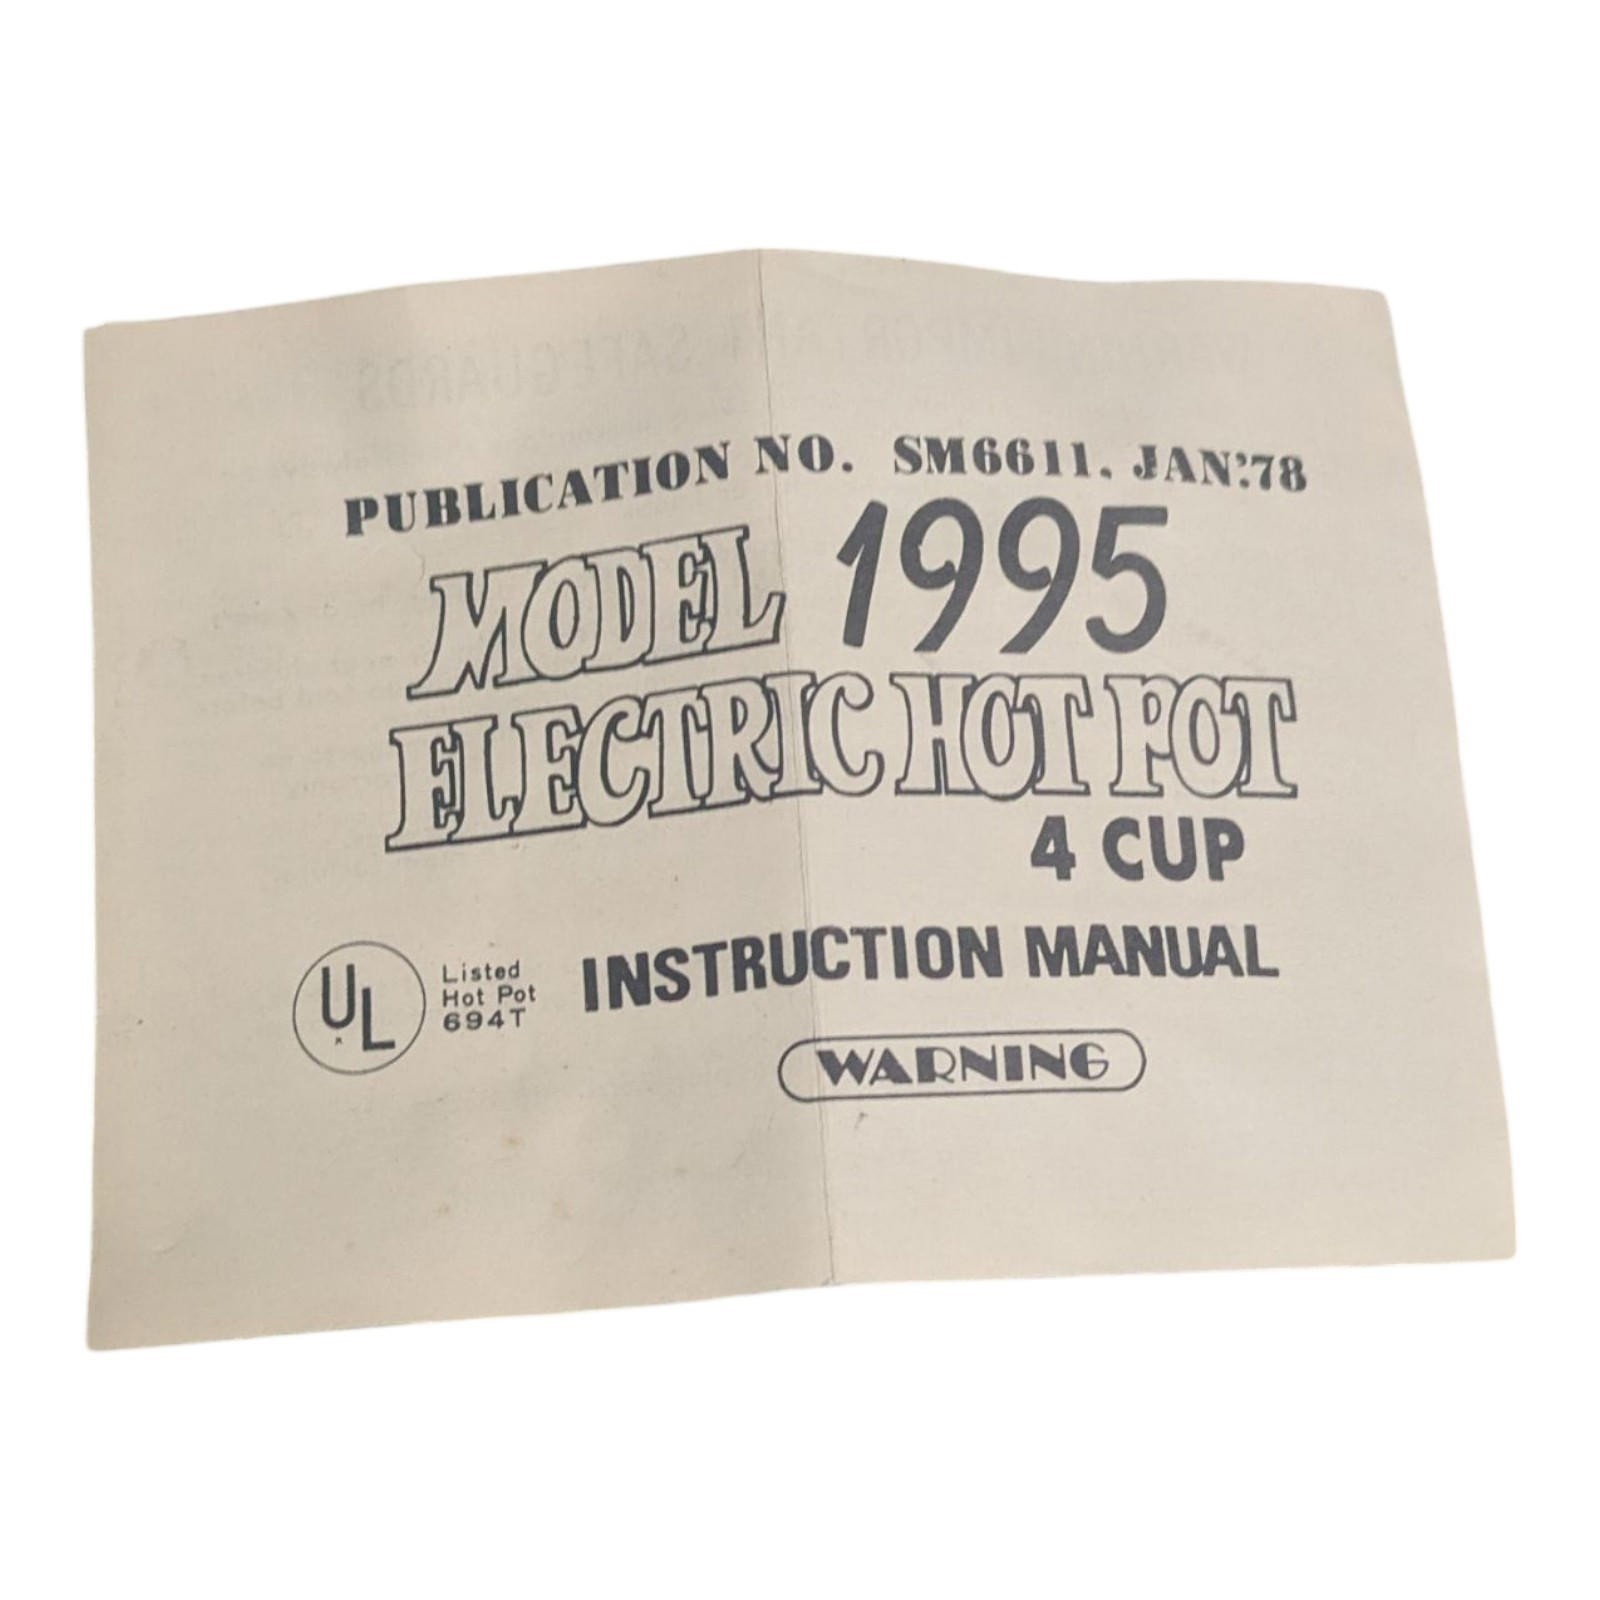 PUBLICATION NO. SM6611, JAN.'78
MODEL 1995
ELECTRIC HOT POT
4 CUP
UL
Listed
Hot Pot
694T
INSTRUCTION MANUAL
WARNING